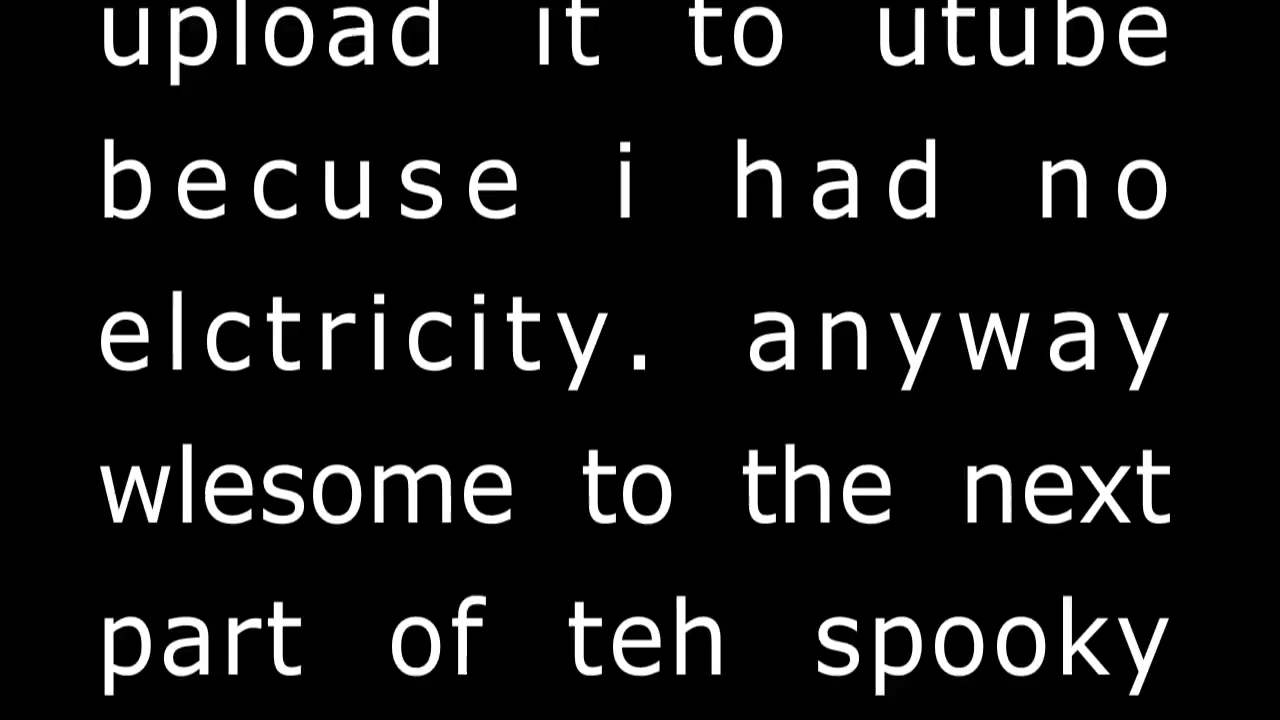 upload it to utube
becuse i had no
elctricity. anyway
wlesome to the next
part of teh spooky